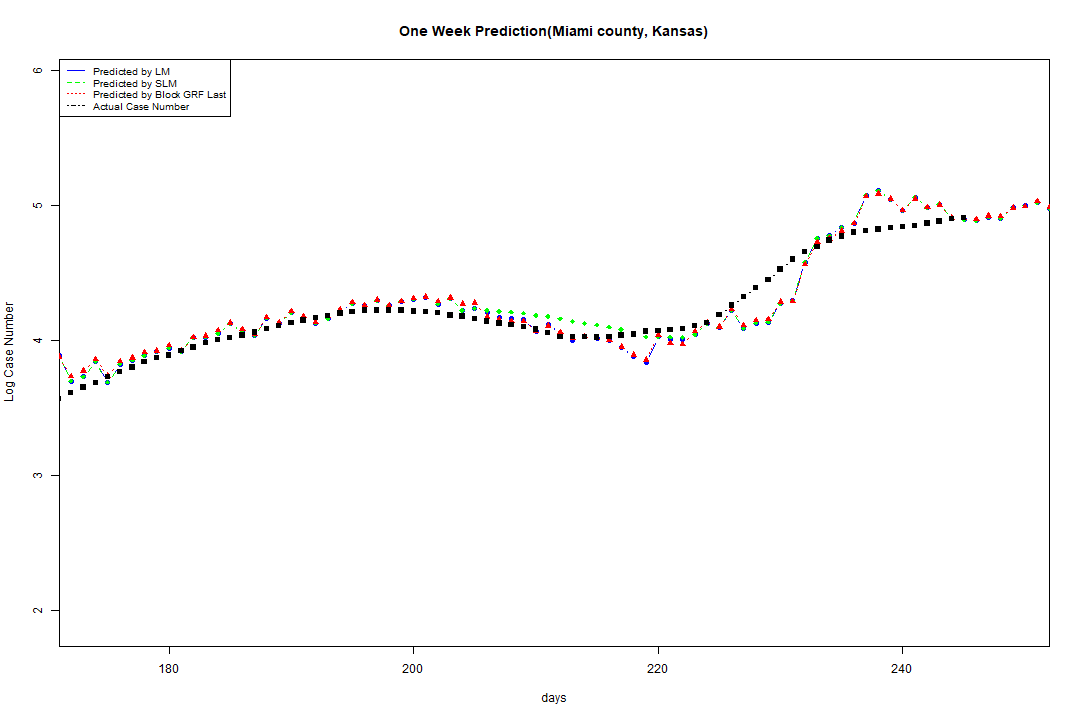 One Week Prediction(Miami county, Kansas)
Predicted by LM
Predicted by SLM
Predicted by Block GRF Last
Actual Case Number
6
5
4
3
2
Log Case Number
180 200 220 240
days